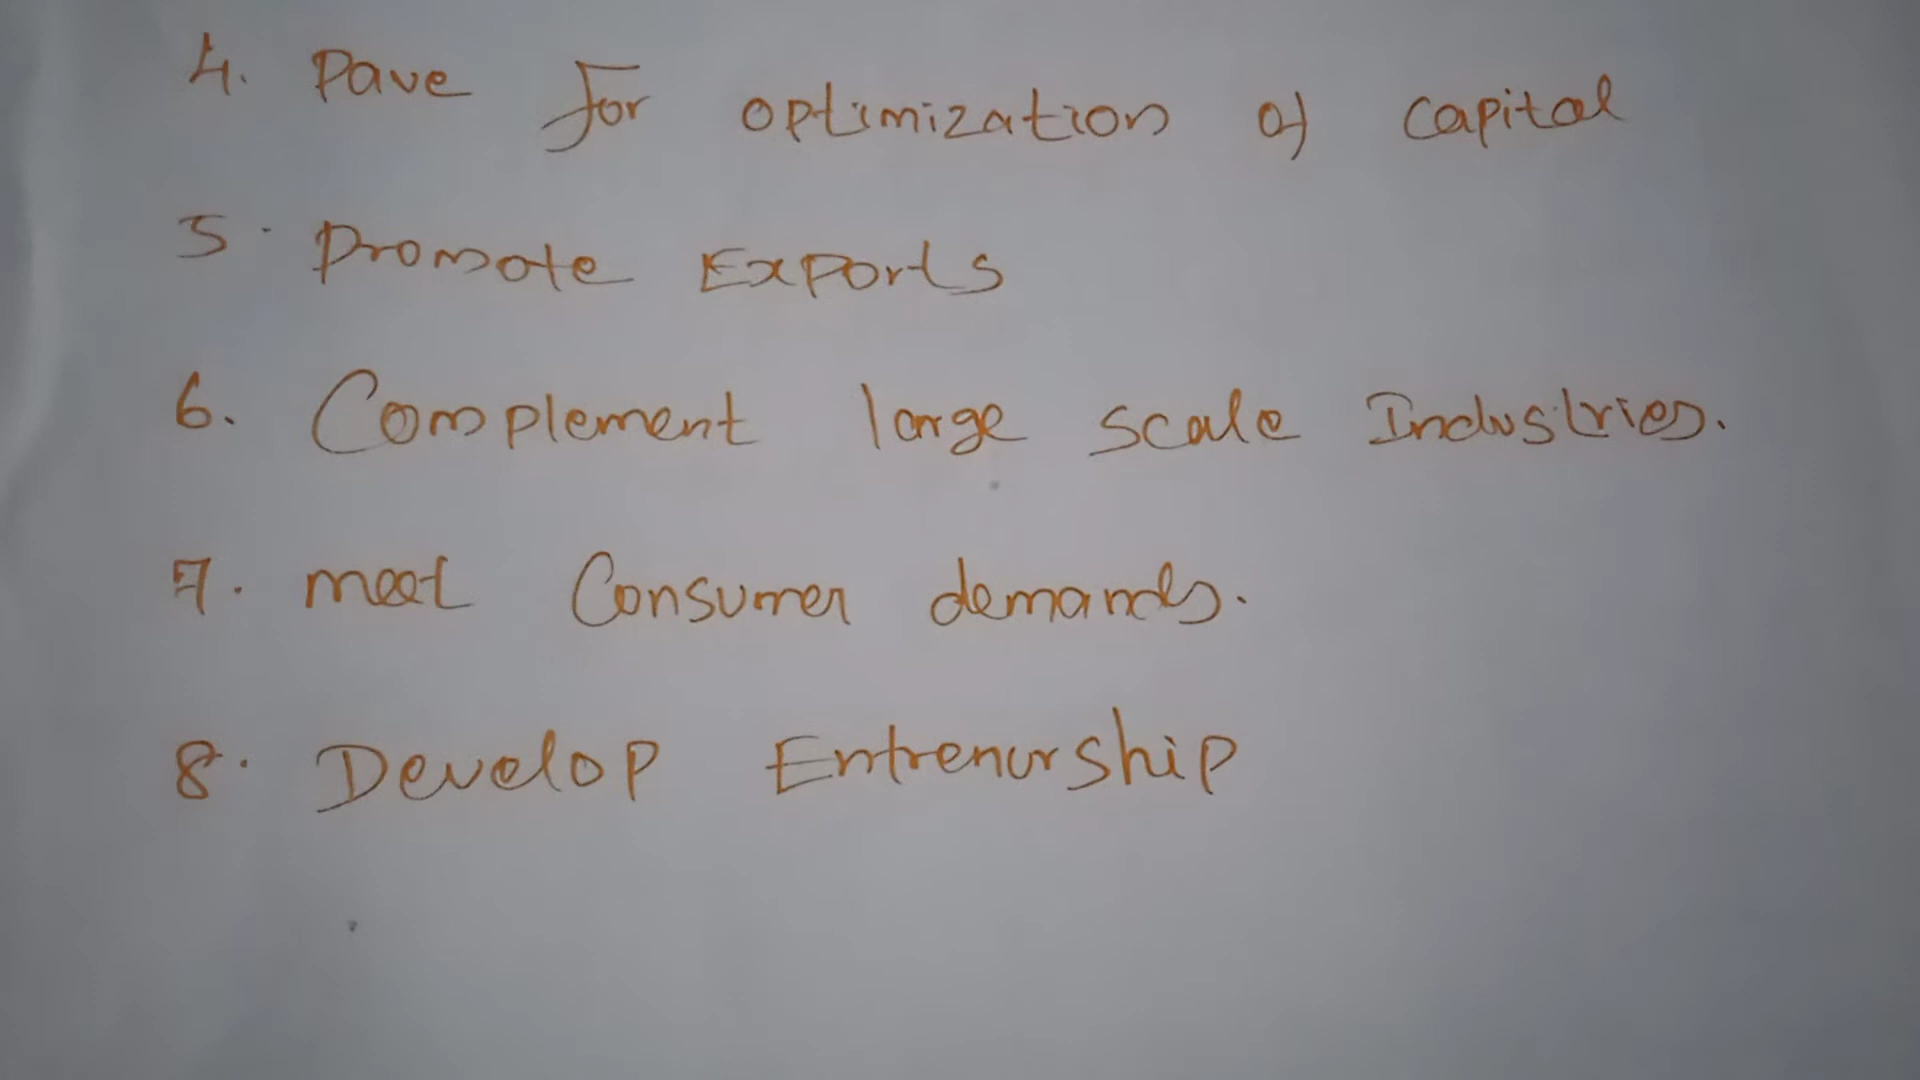 4. Pave for optimization of capital
5. Promote Exports
6. Complement large scale Industries.
7. meet Consumer demands.
8. Develop Entrenurship